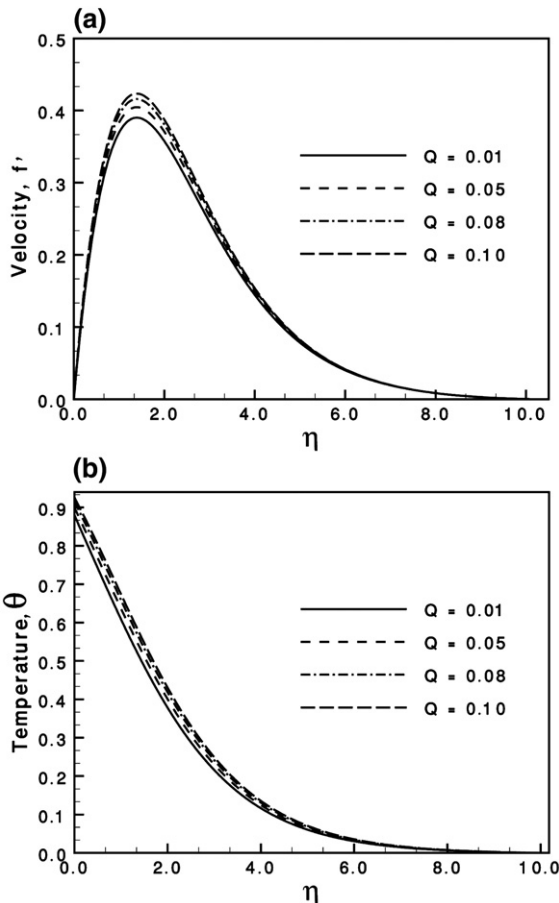 (a)
0.5
0.4
0.3
0.2
0.1
0.0
Velocity, f'
Q = 0.01
Q = 0.05
Q = 0.08
Q = 0.10
0.0 2.0 4.0 6.0 8.0 10.0
η
(b)
0.9
0.8
0.7
0.6
0.5
0.4
0.3
0.2
0.1
0.0
Temperature, θ
Q = 0.01
Q = 0.05
Q = 0.08
Q = 0.10
0.0 2.0 4.0 6.0 8.0 10.0
η